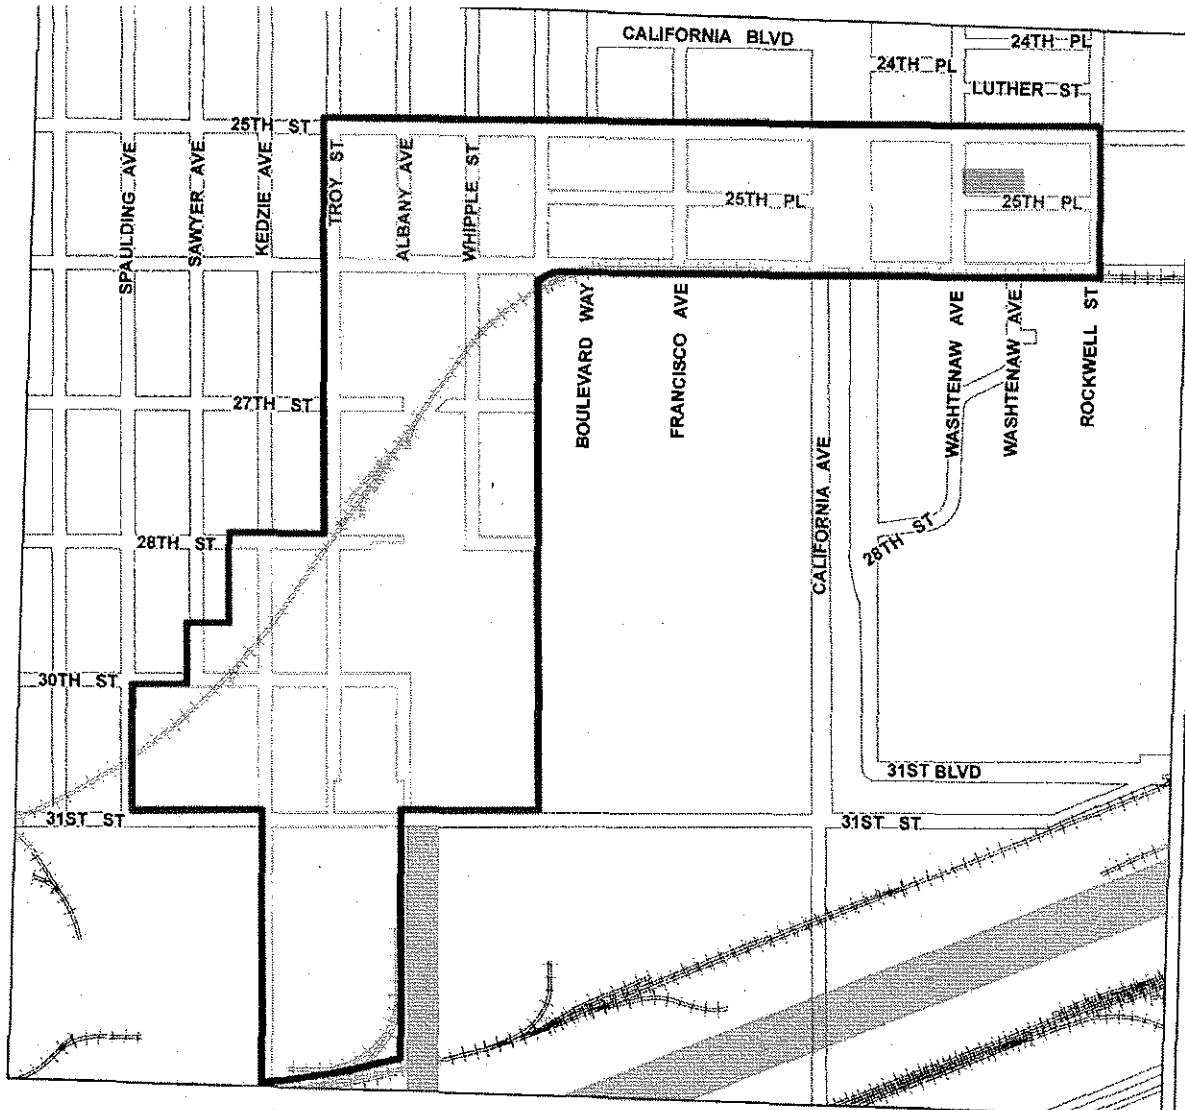 CALIFORNIA BLVD
24TH PL
24TH PL
LUTHER ST
25TH ST
SPAULDING AVE
SAWYER AVE
KEDZIE AVE
TROY ST
ALBANY AVE
WHIPPLE ST
25TH PL
25TH PL
BOULEVARD WAY
FRANCISCO AVE
WASHTENAW AVE
WASHTENAW AVE
ROCKWELL ST
27TH ST
CALIFORNIA AVE
28TH ST
28TH ST
30TH ST
31ST BLVD
31ST ST
31ST ST